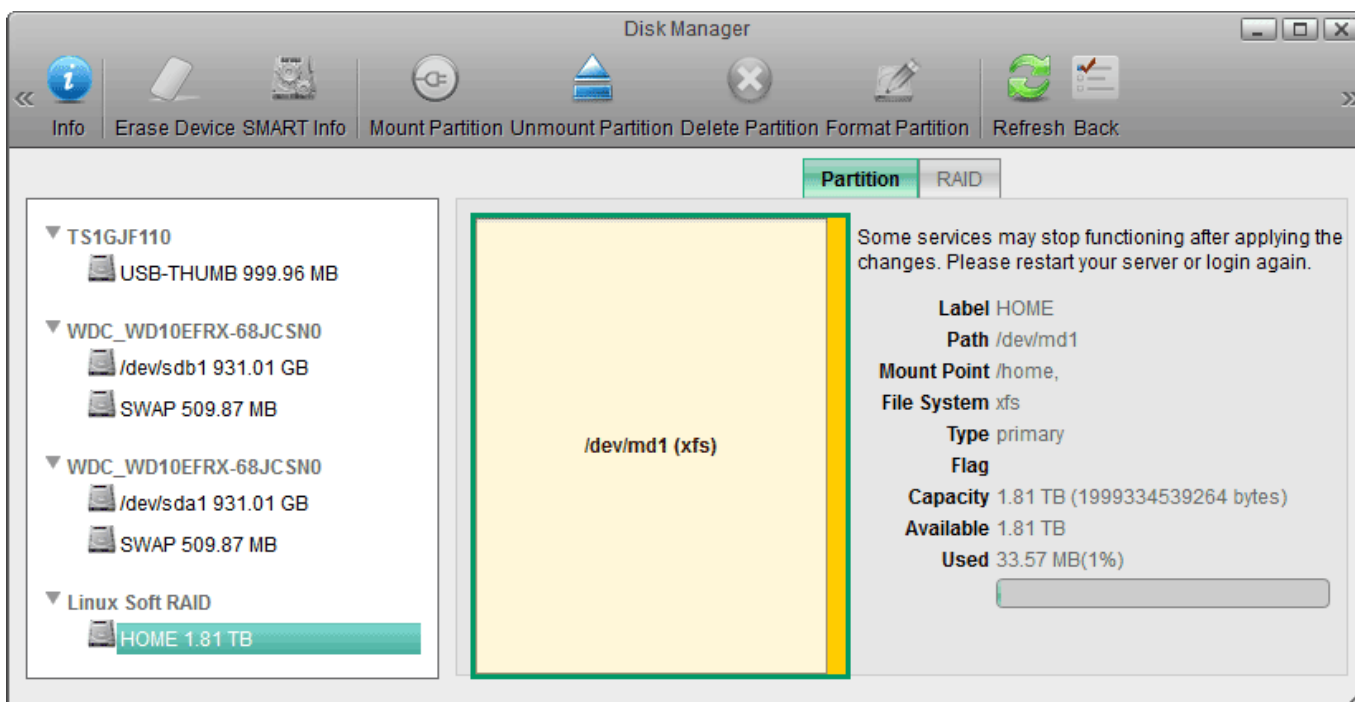 Disk Manager
Info Erase Device SMART Info Mount Partition Unmount Partition Delete Partition Format Partition Refresh Back
Partition RAID
TS1GJF110
USB-THUMB 999.96 MB
WDC_WD10EFRX-68JCSN0
/dev/sdb1 931.01 GB
SWAP 509.87 MB
WDC_WD10EFRX-68JCSN0
/dev/sda1 931.01 GB
SWAP 509.87 MB
Linux Soft RAID
HOME 1.81 TB
/dev/md1 (xfs)
Some services may stop functioning after applying the
changes. Please restart your server or login again.
Label HOME
Path /dev/md1
Mount Point /home,
File System xfs
Type primary
Flag
Capacity 1.81 TB (1999334539264 bytes)
Available 1.81 TB
Used 33.57 MB(1%)